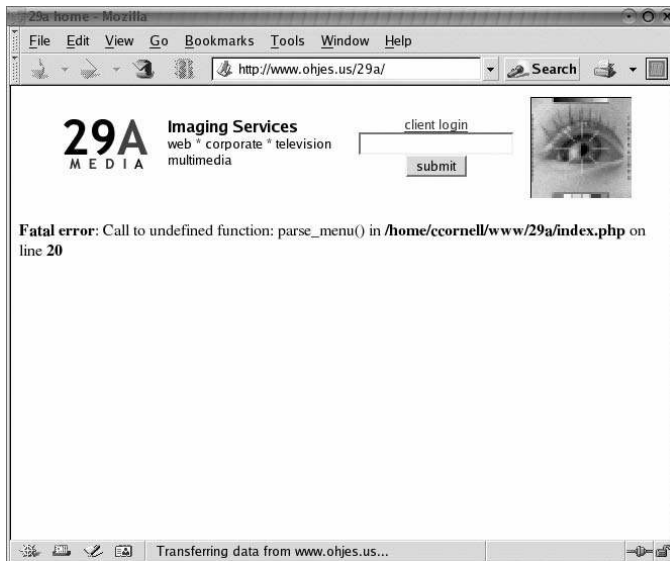 29a home - Mozilla
File Edit View Go Bookmarks Tools Window Help
http://www.ohjes.us/29a/ Search
29A
MEDIA
Imaging Services
web * corporate * television
multimedia
client login
submit
Fatal error: Call to undefined function: parse_menu() in /home/ccornell/www/29a/index.php on
line 20
Transferring data from www.ohjes.us...